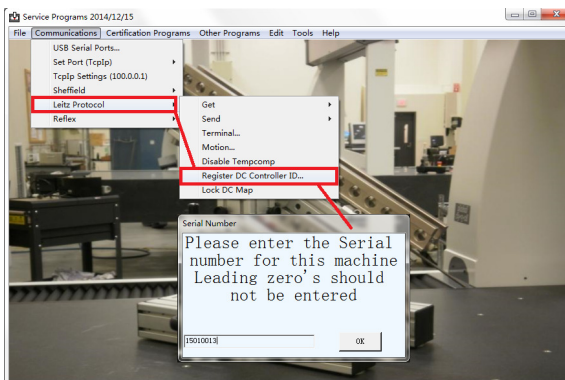 Service Programs 2014/12/15
File Communications Certification Programs Other Programs Edit Tools Help
USB Serial Ports...
Set Port (TcpIp)
TcpIp Settings (100.0.0.1)
Sheffield
Leitz Protocol
Reflex
Get
Send
Terminal...
Motion...
Disable Tempcomp
Register DC Controller ID...
Lock DC Map
Serial Number
Please enter the Serial
number for this machine
Leading zero's should
not be entered
15010013
OK